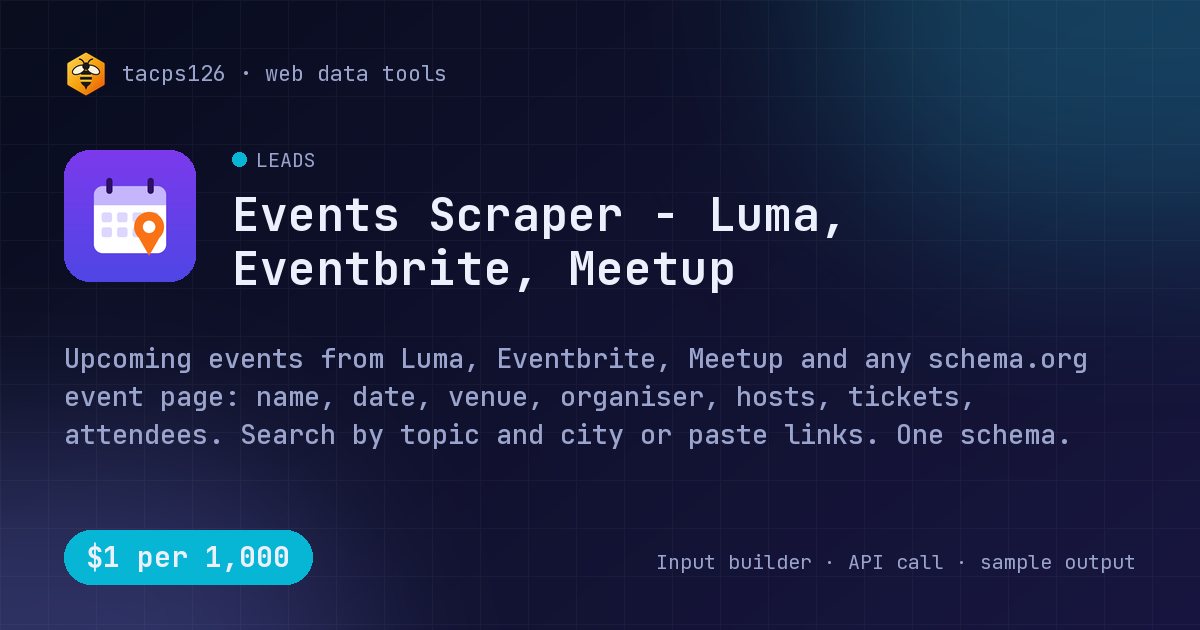 tacps126 · web data tools
LEADS
Events Scraper - Luma,
Eventbrite, Meetup
Upcoming events from Luma, Eventbrite, Meetup and any schema.org
event page: name, date, venue, organiser, hosts, tickets,
attendees. Search by topic and city or paste links. One schema.
$1 per 1,000
Input builder · API call · sample output